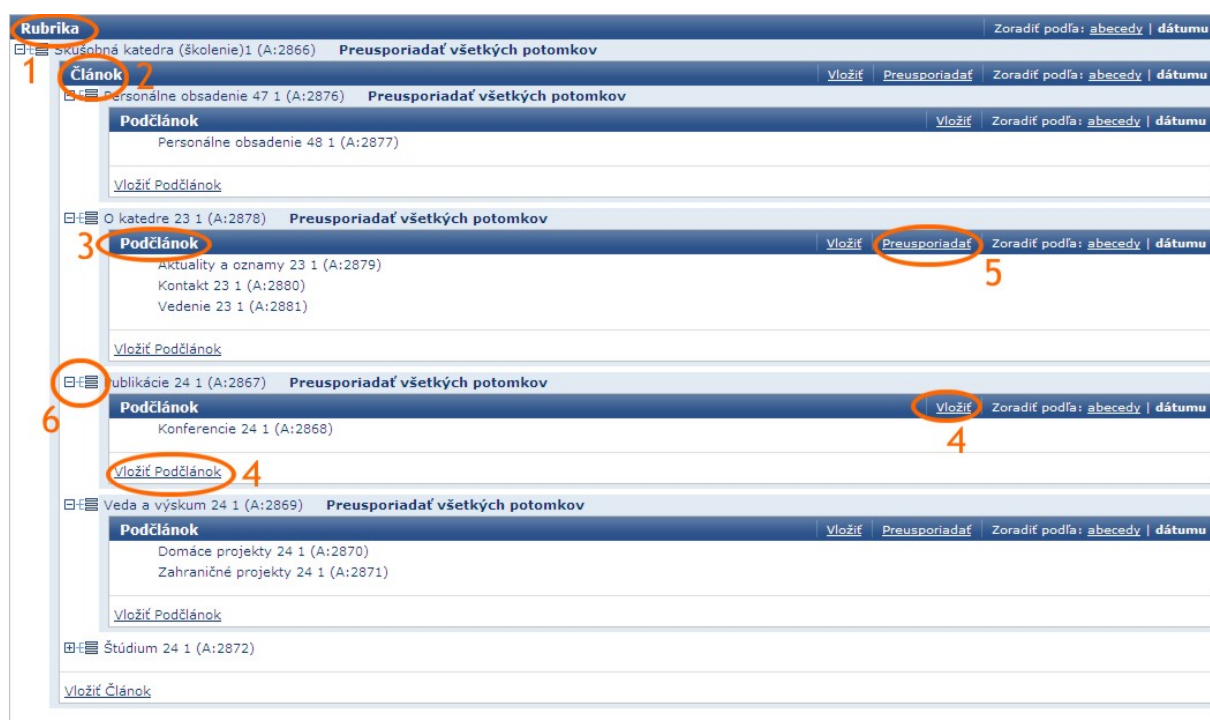 Rubrika Zoradiť podľa: abecedy | dátumu
Skúšobná katedra (školenie)1 (A:2866) Preusporiadať všetkých potomkov
1
Článok 2 Vložiť Preusporiadať Zoradiť podľa: abecedy | dátumu
Personálne obsadenie 47 1 (A:2876) Preusporiadať všetkých potomkov
Podčlánok Vložiť Zoradiť podľa: abecedy | dátumu
Personálne obsadenie 48 1 (A:2877)
Vložiť Podčlánok
O katedre 23 1 (A:2878) Preusporiadať všetkých potomkov
3 Podčlánok Vložiť Preusporiadať Zoradiť podľa: abecedy | dátumu
Aktuality a oznamy 23 1 (A:2879)
5
Kontakt 23 1 (A:2880)
Vedenie 23 1 (A:2881)
Vložiť Podčlánok
Publikácie 24 1 (A:2867) Preusporiadať všetkých potomkov
6
Podčlánok Vložiť Zoradiť podľa: abecedy | dátumu
Konferencie 24 1 (A:2868)
4
Vložiť Podčlánok 4
Veda a výskum 24 1 (A:2869) Preusporiadať všetkých potomkov
Podčlánok Vložiť Preusporiadať Zoradiť podľa: abecedy | dátumu
Domáce projekty 24 1 (A:2870)
Zahraničné projekty 24 1 (A:2871)
Vložiť Podčlánok
Štúdium 24 1 (A:2872)
Vložiť Článok